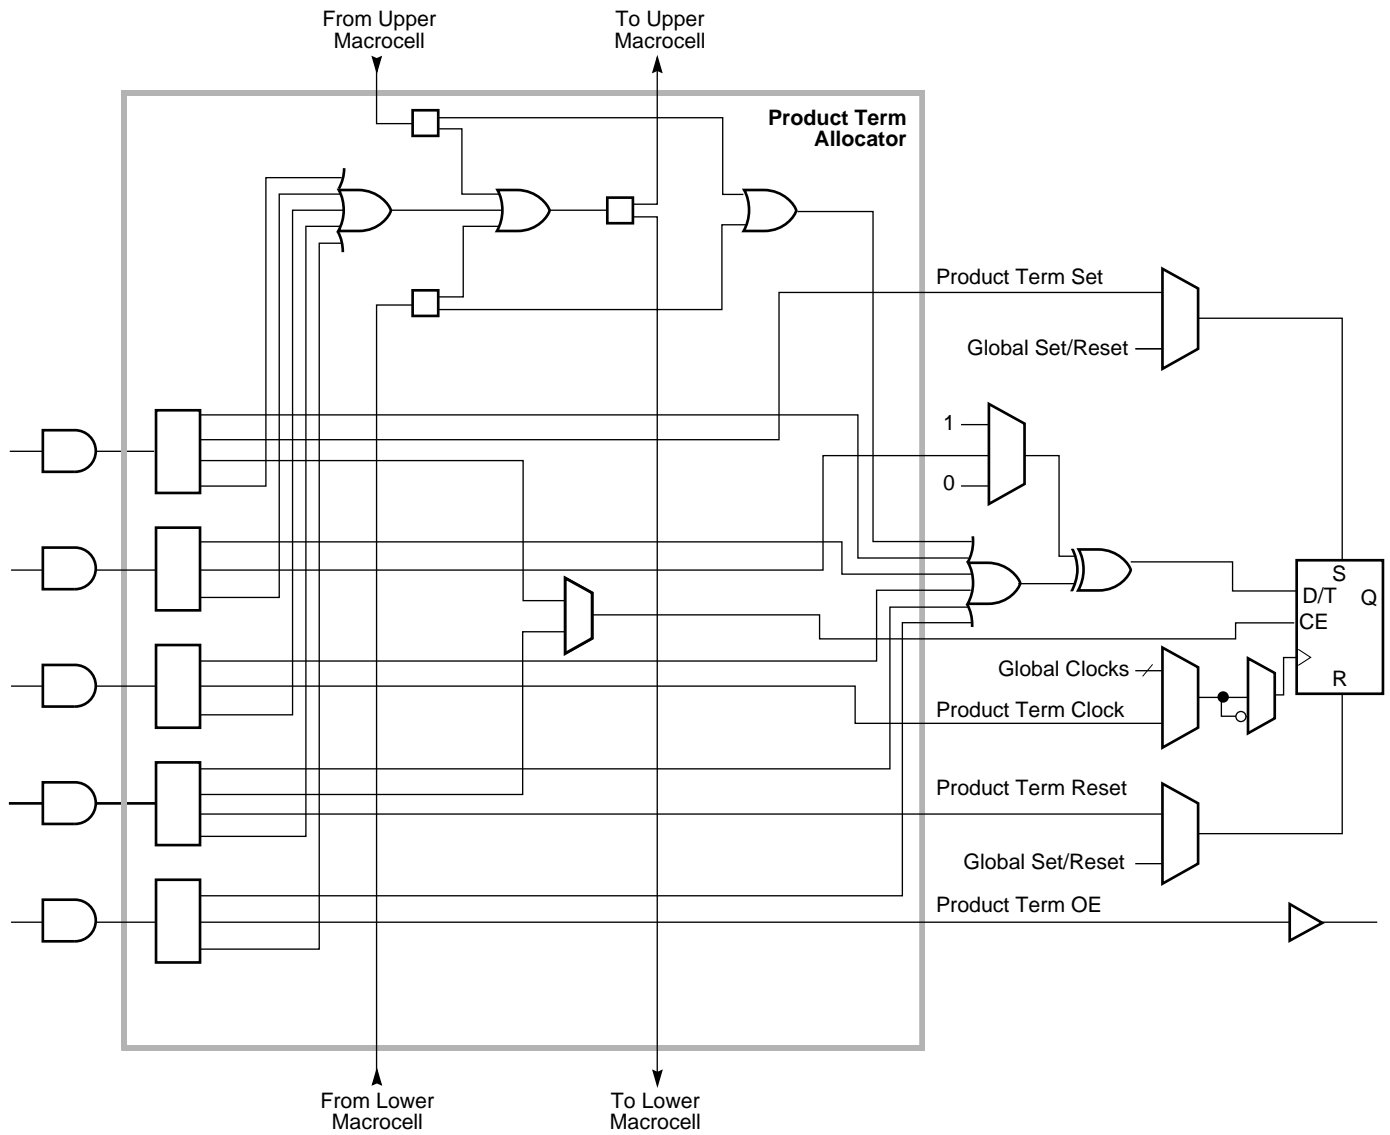 From Upper
Macrocell
To Upper
Macrocell
Product Term
Allocator
Product Term Set
Global Set/Reset
1
0
S
D/T
Q
CE
R
Global Clocks
Product Term Clock
Product Term Reset
Global Set/Reset
Product Term OE
From Lower
Macrocell
To Lower
Macrocell